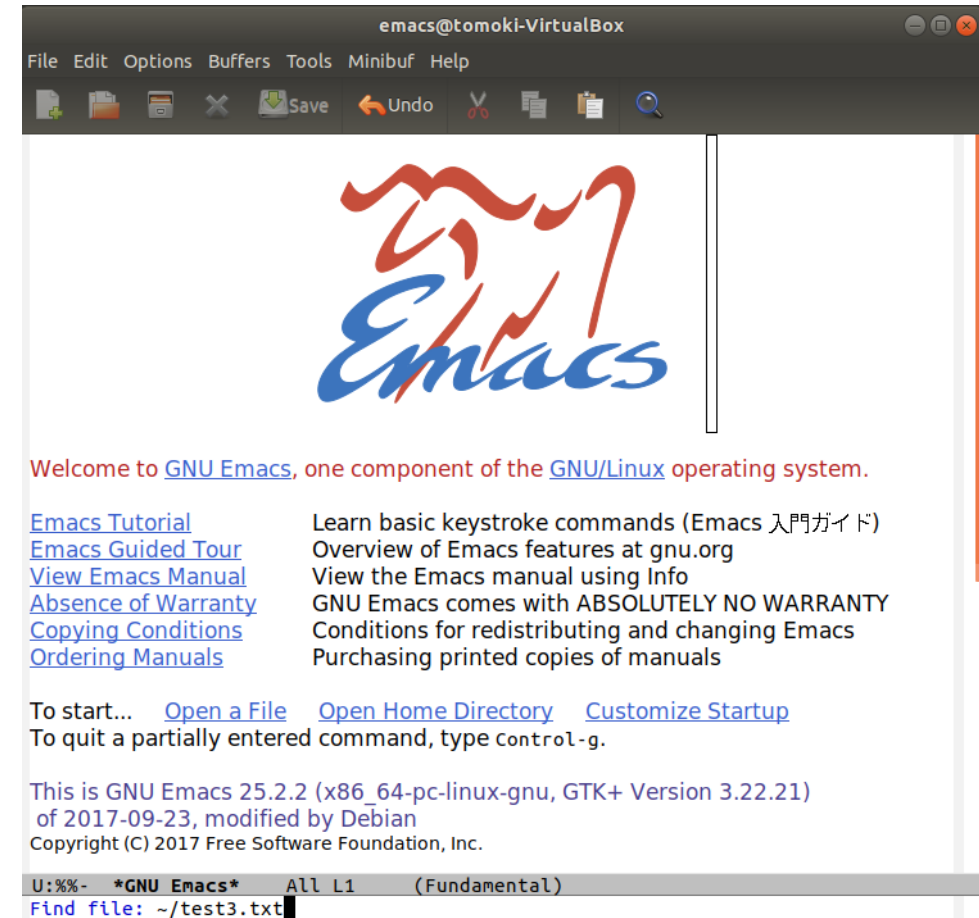 emacs@tomoki-VirtualBox
File Edit Options Buffers Tools Minibuf Help
Save Undo
Emacs
Welcome to GNU Emacs, one component of the GNU/Linux operating system.
Emacs Tutorial Learn basic keystroke commands (Emacs 入門ガイド)
Emacs Guided Tour Overview of Emacs features at gnu.org
View Emacs Manual View the Emacs manual using Info
Absence of Warranty GNU Emacs comes with ABSOLUTELY NO WARRANTY
Copying Conditions Conditions for redistributing and changing Emacs
Ordering Manuals Purchasing printed copies of manuals
To start... Open a File Open Home Directory Customize Startup
To quit a partially entered command, type Control-g.
This is GNU Emacs 25.2.2 (x86_64-pc-linux-gnu, GTK+ Version 3.22.21)
of 2017-09-23, modified by Debian
Copyright (C) 2017 Free Software Foundation, Inc.
U:%%- *GNU Emacs* All L1 (Fundamental)
Find file: ~/test3.txt